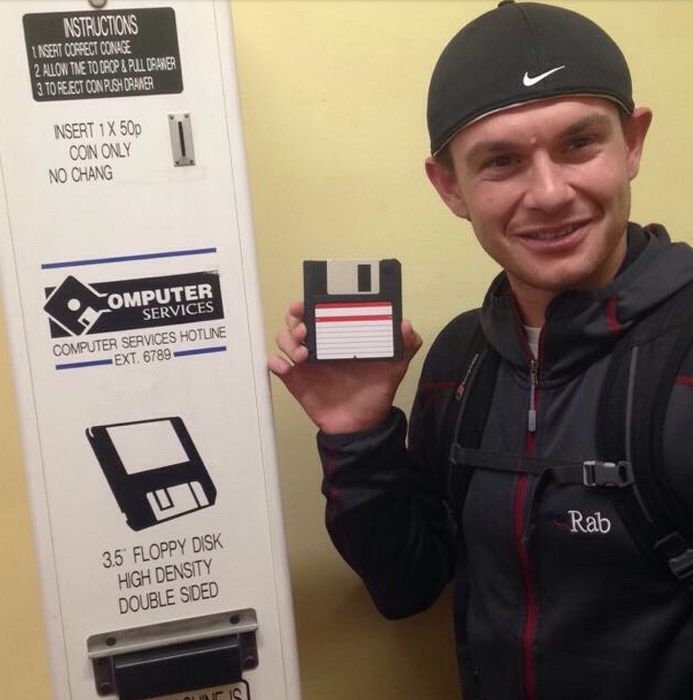 INSTRUCTIONS
1 INSERT CORRECT COINAGE
2 ALLOW TIME TO DROP & PULL DRAWER
3 TO REJECT COIN PUSH DRAWER
INSERT 1 X 50p
COIN ONLY
NO CHANG
COMPUTER
SERVICES
COMPUTER SERVICES HOTLINE
EXT. 6789
3.5" FLOPPY DISK
HIGH DENSITY
DOUBLE SIDED
IS
Rab